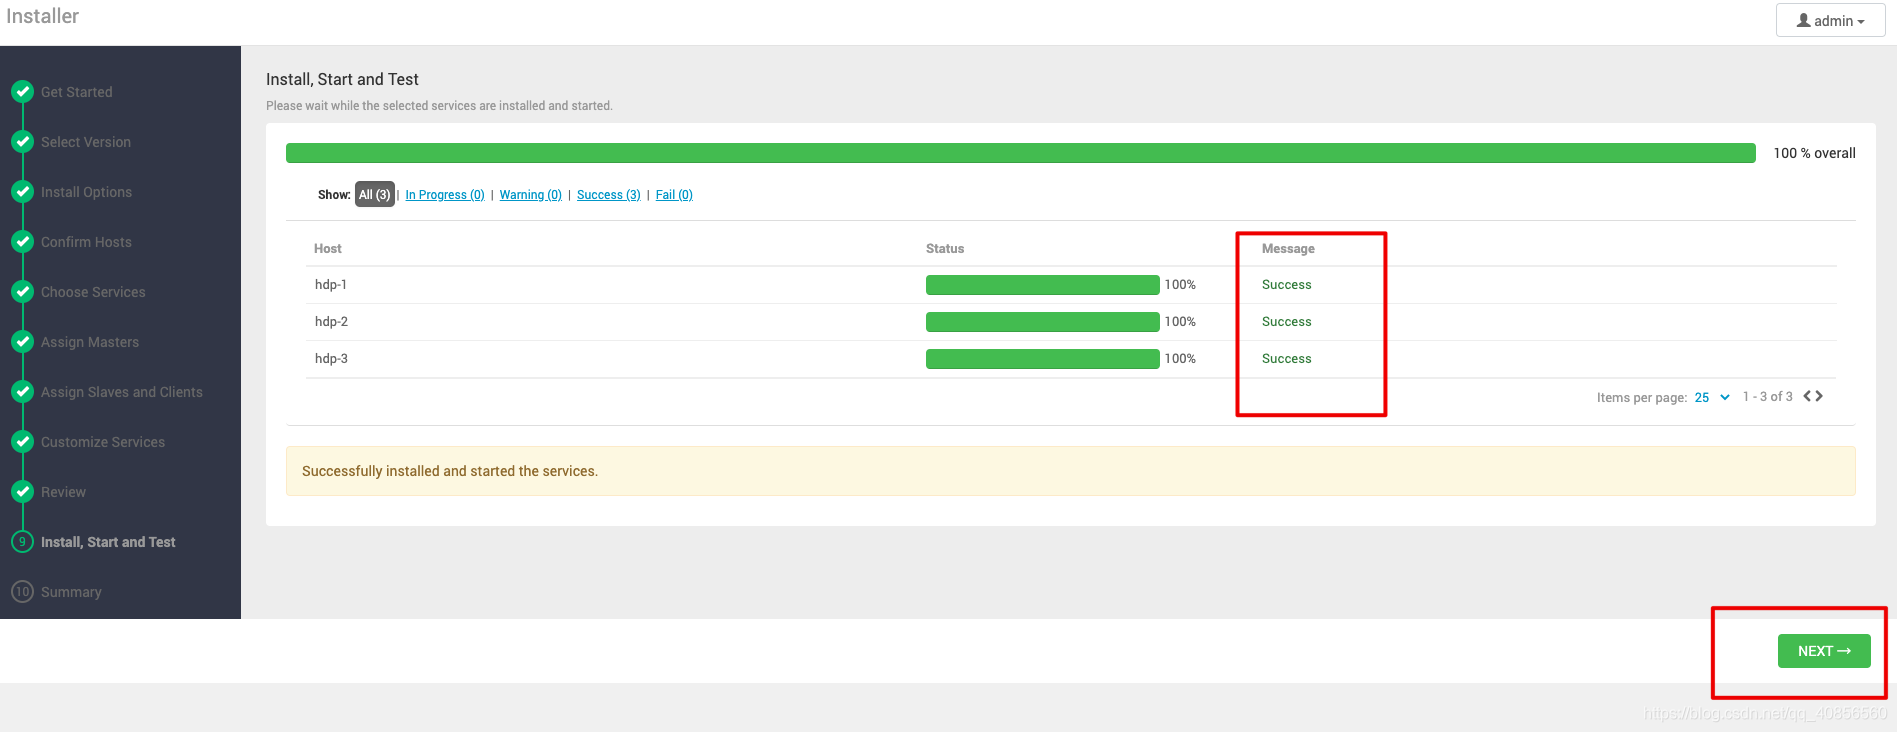 Installer
admin
Get Started
Select Version
Install Options
Confirm Hosts
Choose Services
Assign Masters
Assign Slaves and Clients
Customize Services
Review
9 Install, Start and Test
10 Summary
Install, Start and Test
Please wait while the selected services are installed and started.
100 % overall
Show: All (3) | In Progress (0) | Warning (0) | Success (3) | Fail (0)
Host Status Message
hdp-1 100% Success
hdp-2 100% Success
hdp-3 100% Success
Items per page: 25 1 - 3 of 3
Successfully installed and started the services.
NEXT →
https://blog.csdn.net/qq_40856560